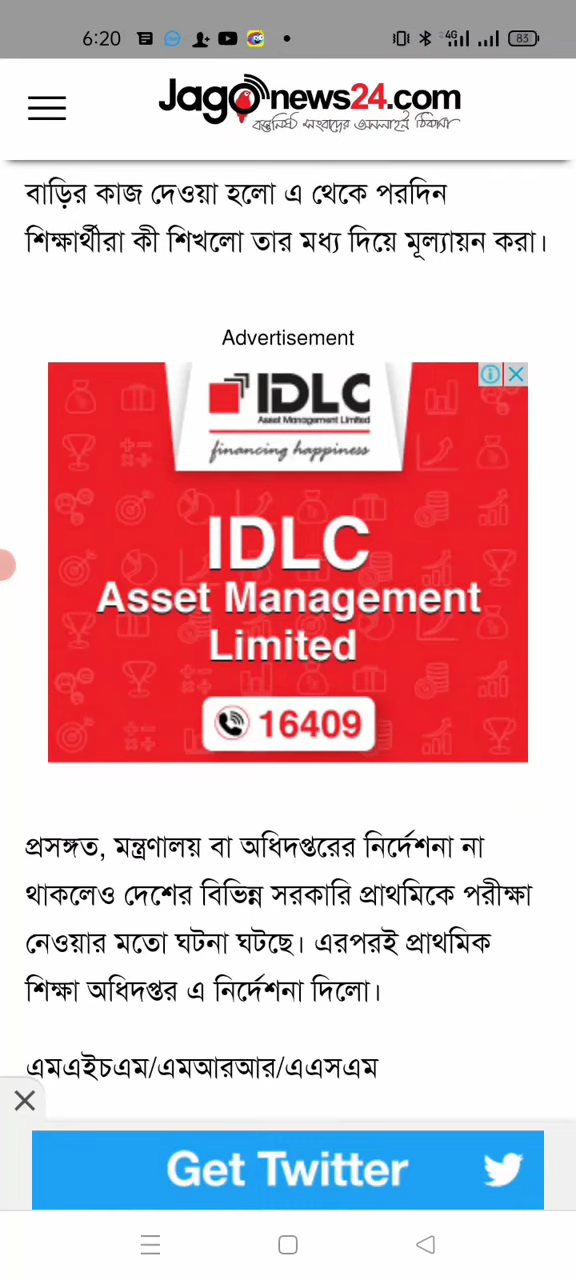 6:20
4G
83
Jagonews24.com
বস্তুনিষ্ঠ সংবাদের অনলাইন ঠিকানা
বাড়ির কাজ দেওয়া হলো এ থেকে পরদিন
শিক্ষার্থীরা কী শিখলো তার মধ্য দিয়ে মূল্যায়ন করা।
Advertisement
IDLC
Asset Management Limited
financing happiness
IDLC
Asset Management
Limited
16409
প্রসঙ্গত, মন্ত্রণালয় বা অধিদপ্তরের নির্দেশনা না
থাকলেও দেশের বিভিন্ন সরকারি প্রাথমিকে পরীক্ষা
নেওয়ার মতো ঘটনা ঘটছে। এরপরই প্রাথমিক
শিক্ষা অধিদপ্তর এ নির্দেশনা দিলো।
এমএইচএম/এমআরআর/এএসএম
Get Twitter